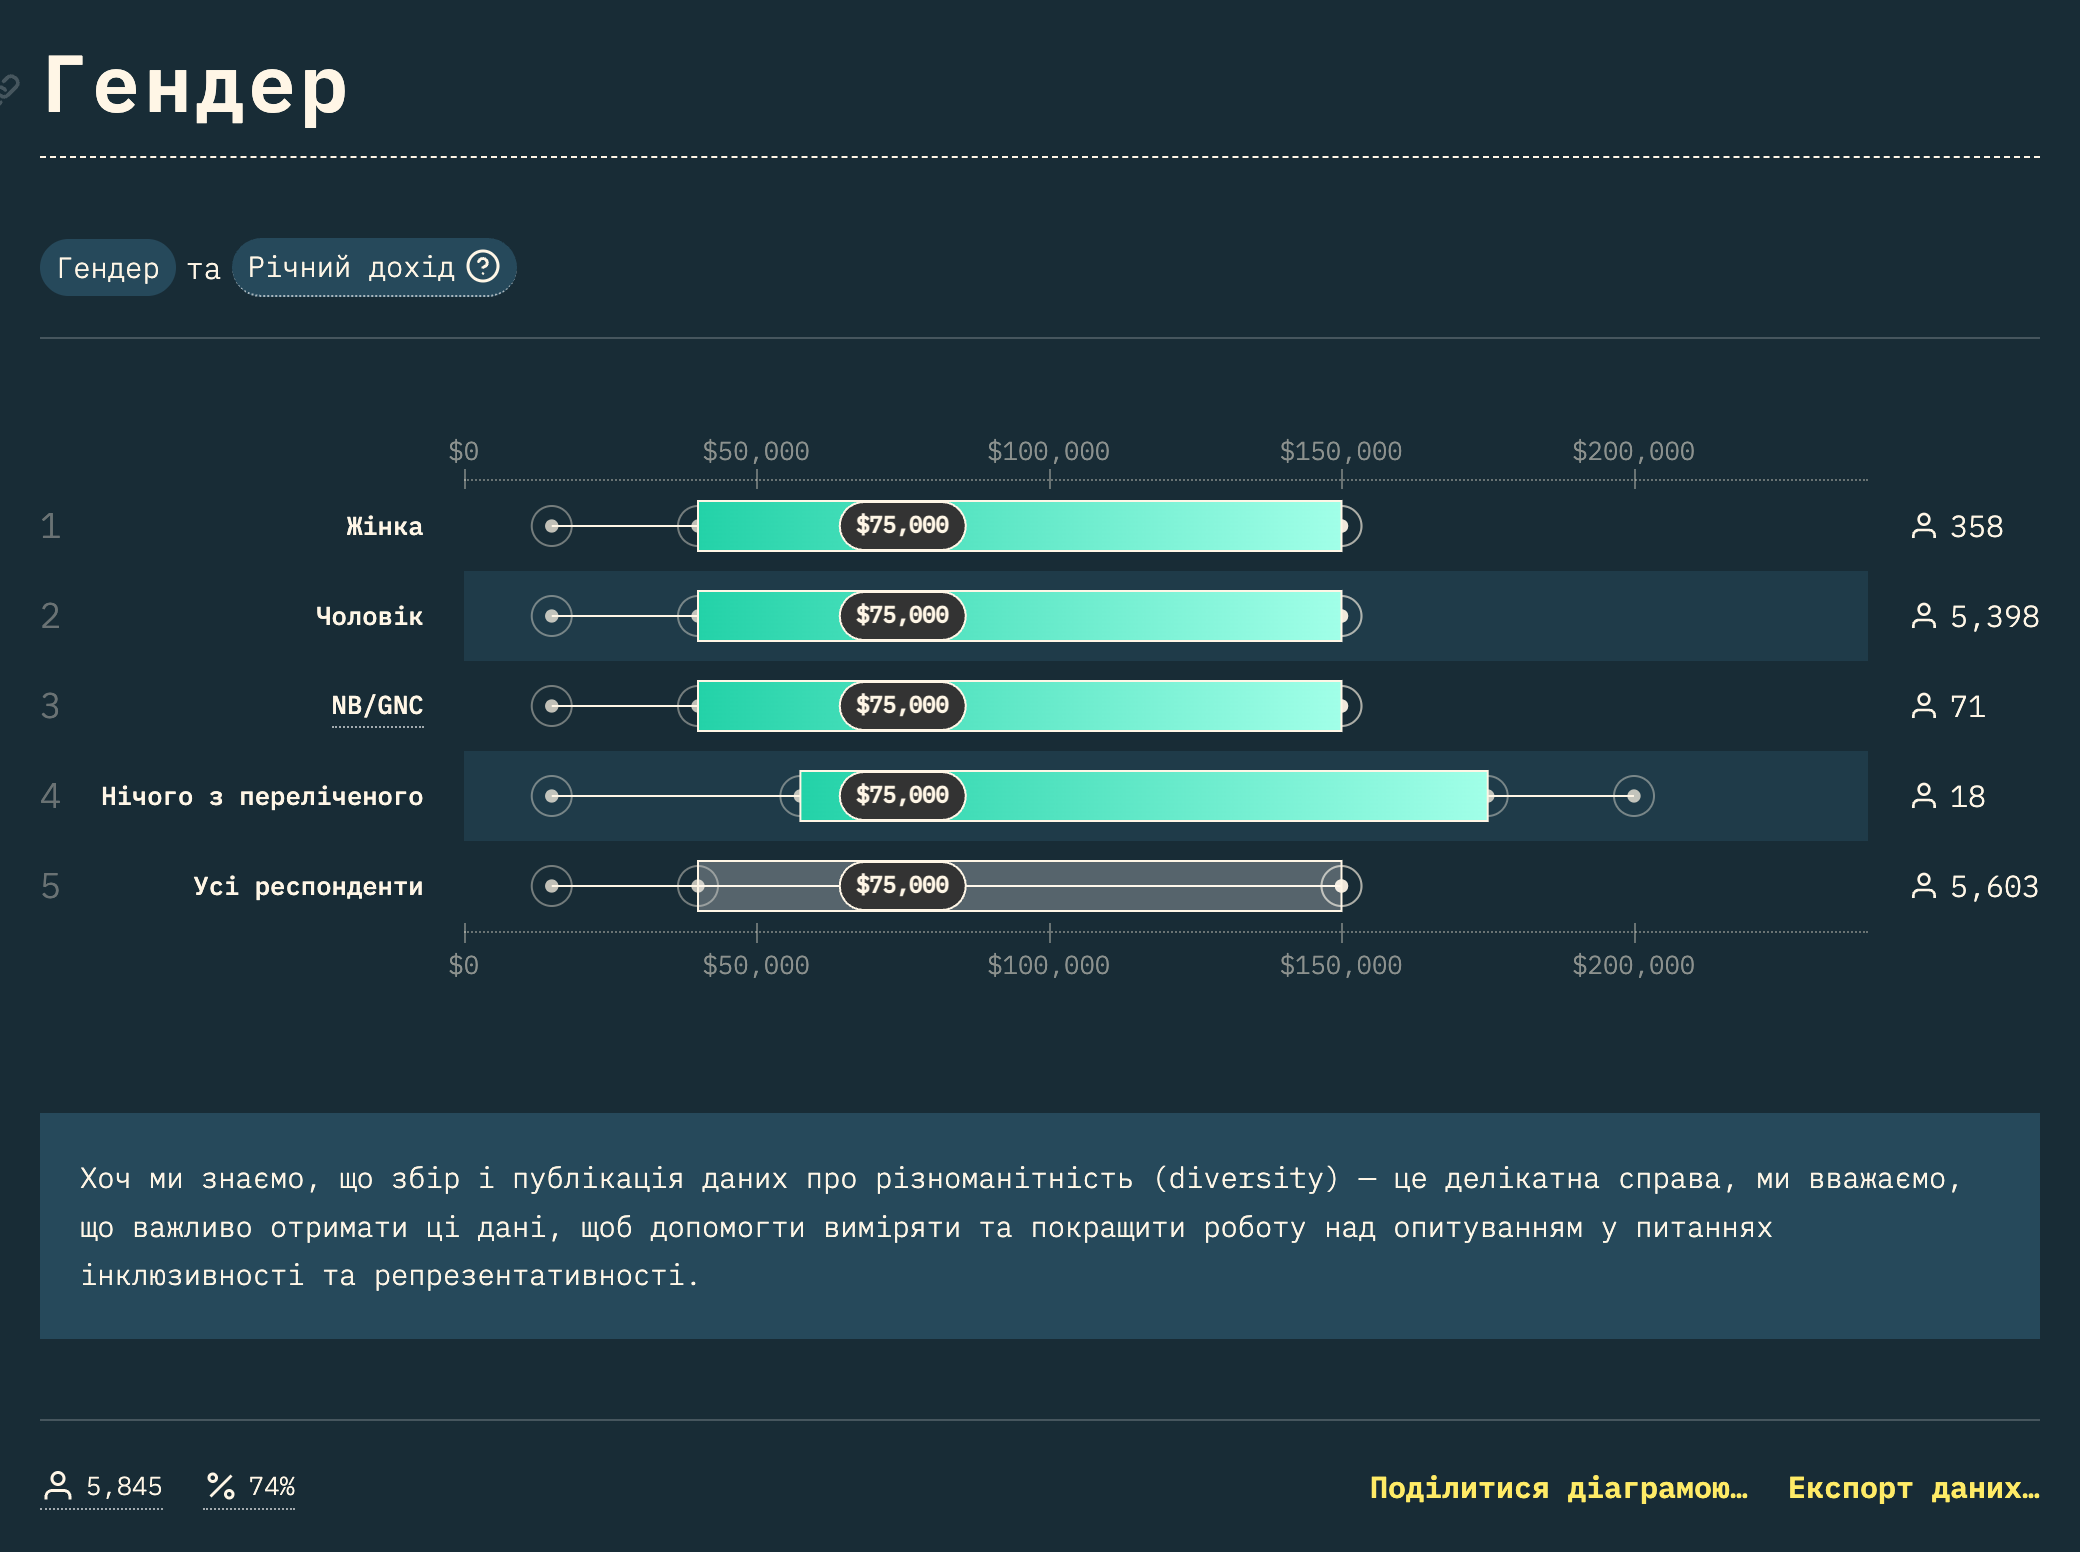 Гендер
Гендер та Річний дохід
$0 $50,000 $100,000 $150,000 $200,000
1 Жінка $75,000 358
2 Чоловік $75,000 5,398
3 NB/GNC $75,000 71
4 Нічого з переліченого $75,000 18
5 Усі респонденти $75,000 5,603
$0 $50,000 $100,000 $150,000 $200,000
Хоч ми знаємо, що збір і публікація даних про різноманітність (diversity) — це делікатна справа, ми вважаємо,
що важливо отримати ці дані, щоб допомогти виміряти та покращити роботу над опитуванням у питаннях
інклюзивності та репрезентативності.
5,845 74% Поділитися діаграмою… Експорт даних…